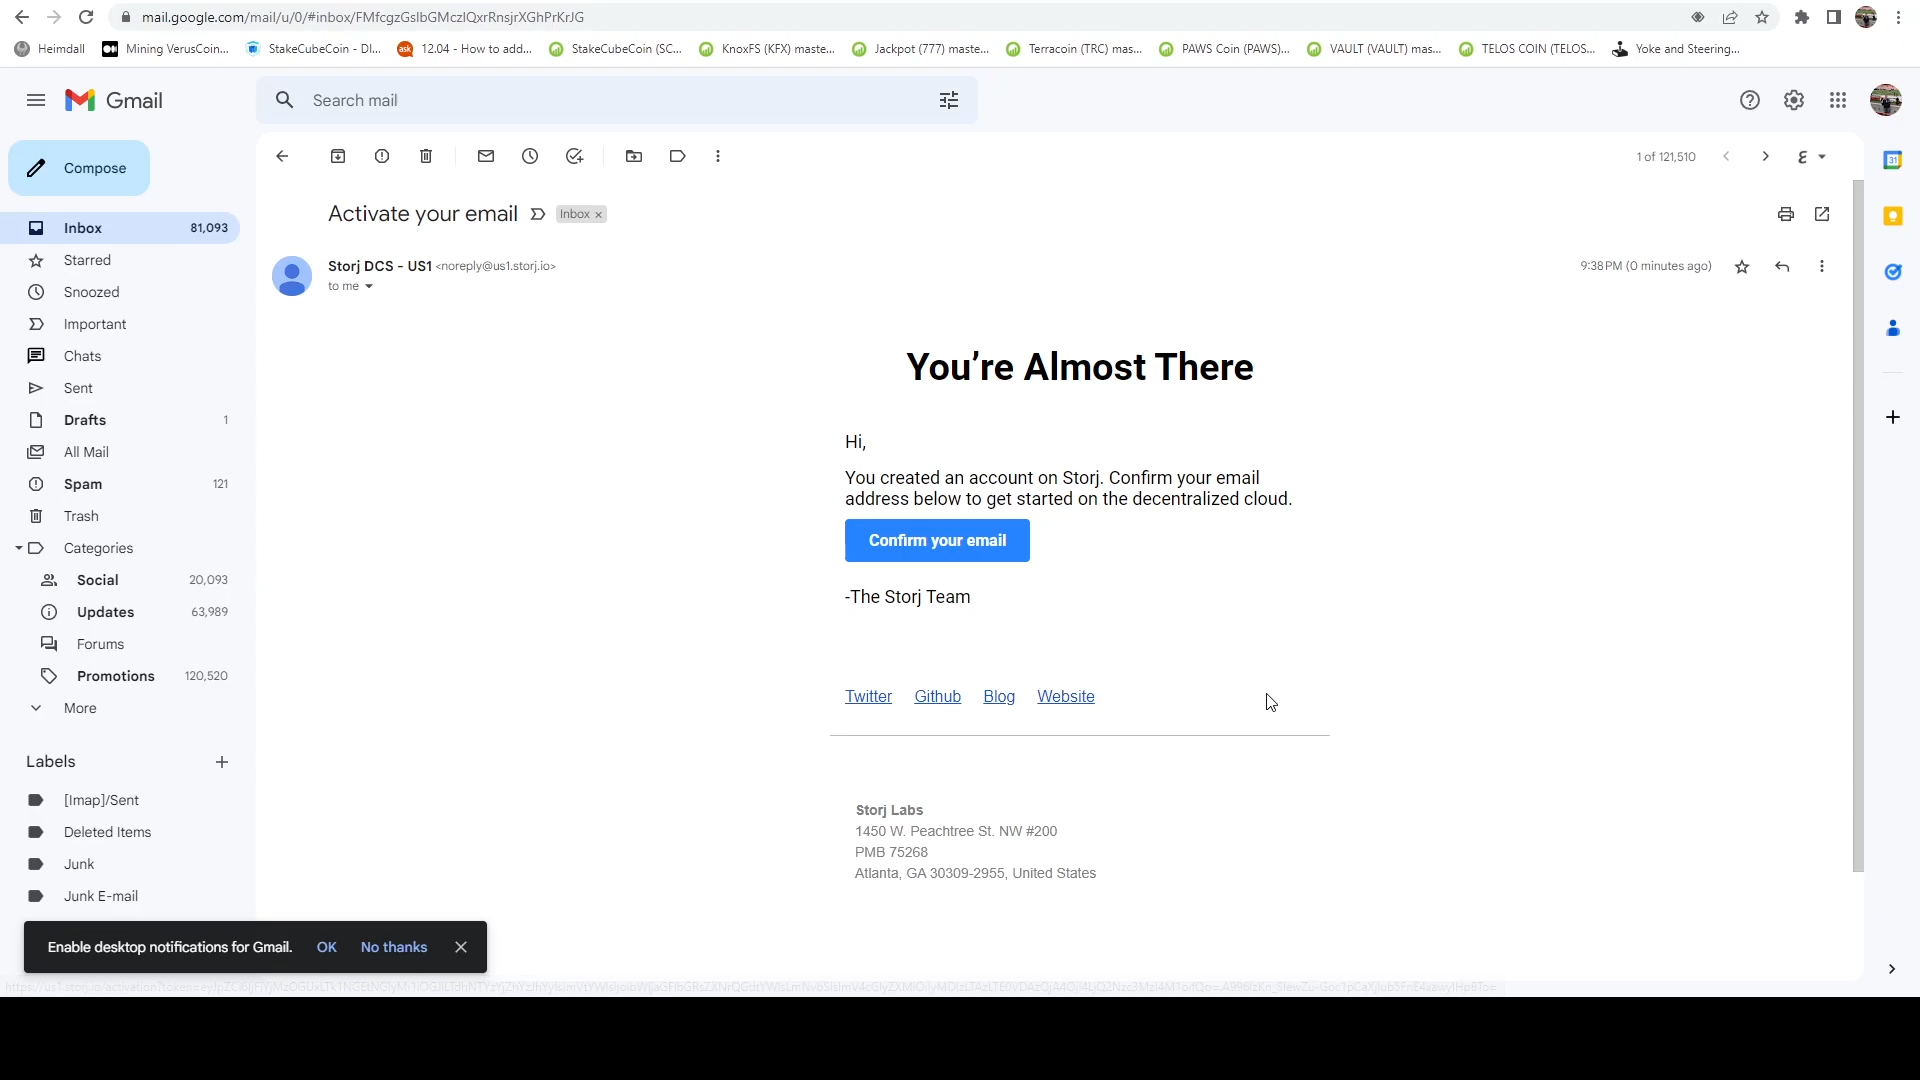 mail.google.com/mail/u/0/#inbox/FMfcgzGslbGMczlQxrRnsjrXGhPrKrJG
Heimdall Mining VerusCoin... StakeCubeCoin - DI... 12.04 - How to add... StakeCubeCoin (SC... KnoxFS (KFX) maste... Jackpot (777) maste... Terracoin (TRC) mas... PAWS Coin (PAWS)... VAULT (VAULT) mas... TELOS COIN (TELOS... Yoke and Steering...
Gmail
Search mail
Compose
1 of 121,510
Activate your email
Inbox ×
Inbox 81,093
Starred
Snoozed
Important
Chats
Sent
Drafts 1
All Mail
Spam 121
Trash
Categories
Social 20,093
Updates 63,989
Forums
Promotions 120,520
More
Labels
[Imap]/Sent
Deleted Items
Junk
Junk E-mail
Storj DCS - US1 <noreply@us1.storj.io>
9:38 PM (0 minutes ago)
to me
You're Almost There
Hi,
You created an account on Storj. Confirm your email
address below to get started on the decentralized cloud.
Confirm your email
-The Storj Team
Twitter Github Blog Website
Storj Labs
1450 W. Peachtree St. NW #200
PMB 75268
Atlanta, GA 30309-2955, United States
Enable desktop notifications for Gmail. OK No thanks
31